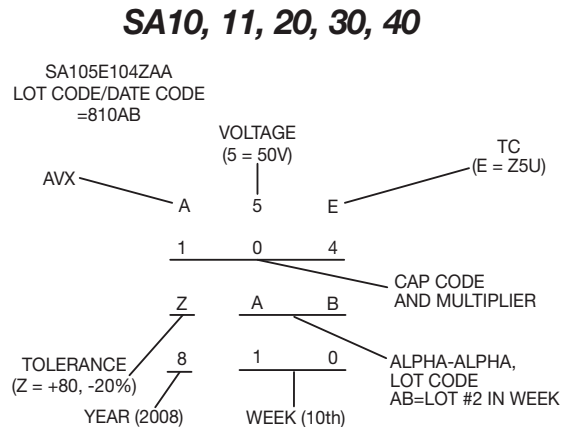 SA10, 11, 20, 30, 40
SA105E104ZAA
LOT CODE/DATE CODE
=810AB
VOLTAGE
(5 = 50V)
TC
(E = Z5U)
AVX
A 5 E
1 0 4
CAP CODE
AND MULTIPLIER
Z A B
TOLERANCE
(Z = +80, -20%)
8 1 0
ALPHA-ALPHA,
LOT CODE
AB=LOT #2 IN WEEK
YEAR (2008)
WEEK (10th)